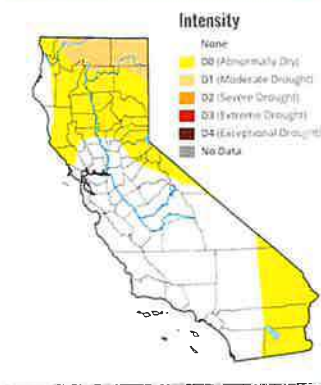 Intensity
None
D0 (Abnormally Dry)
D1 (Moderate Drought)
D2 (Severe Drought)
D3 (Extreme Drought)
D4 (Exceptional Drought)
No Data